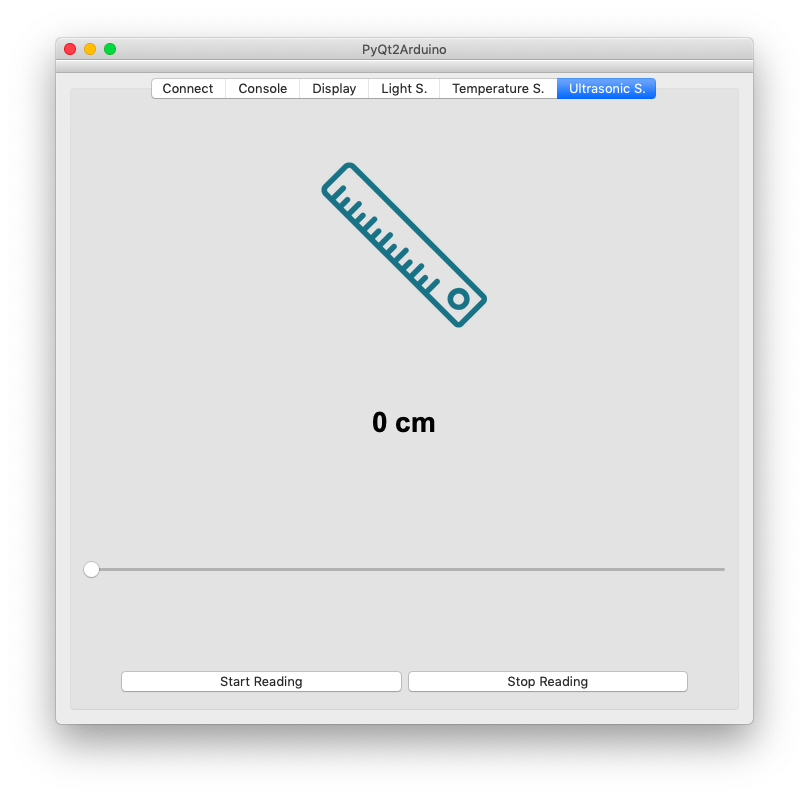 PyQt2Arduino
Connect Console Display Light S. Temperature S. Ultrasonic S.
0 cm
Start Reading Stop Reading